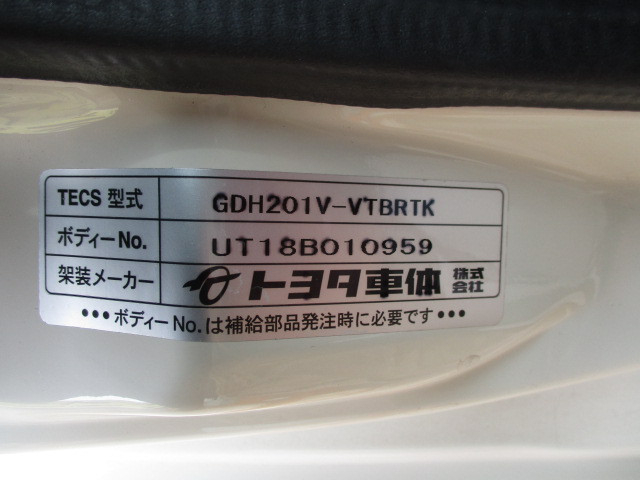 TECS 型式 GDH201V-VTBRTK
ボディーNo. UT18B010959
架装メーカー トヨタ車体 株式会社
•••ボディーNo.は補給部品発注時に必要です•••